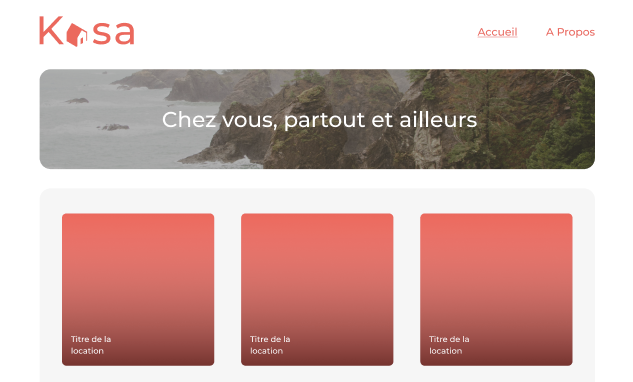 Kasa
Accueil
A Propos
Chez vous, partout et ailleurs
Titre de la
location
Titre de la
location
Titre de la
location